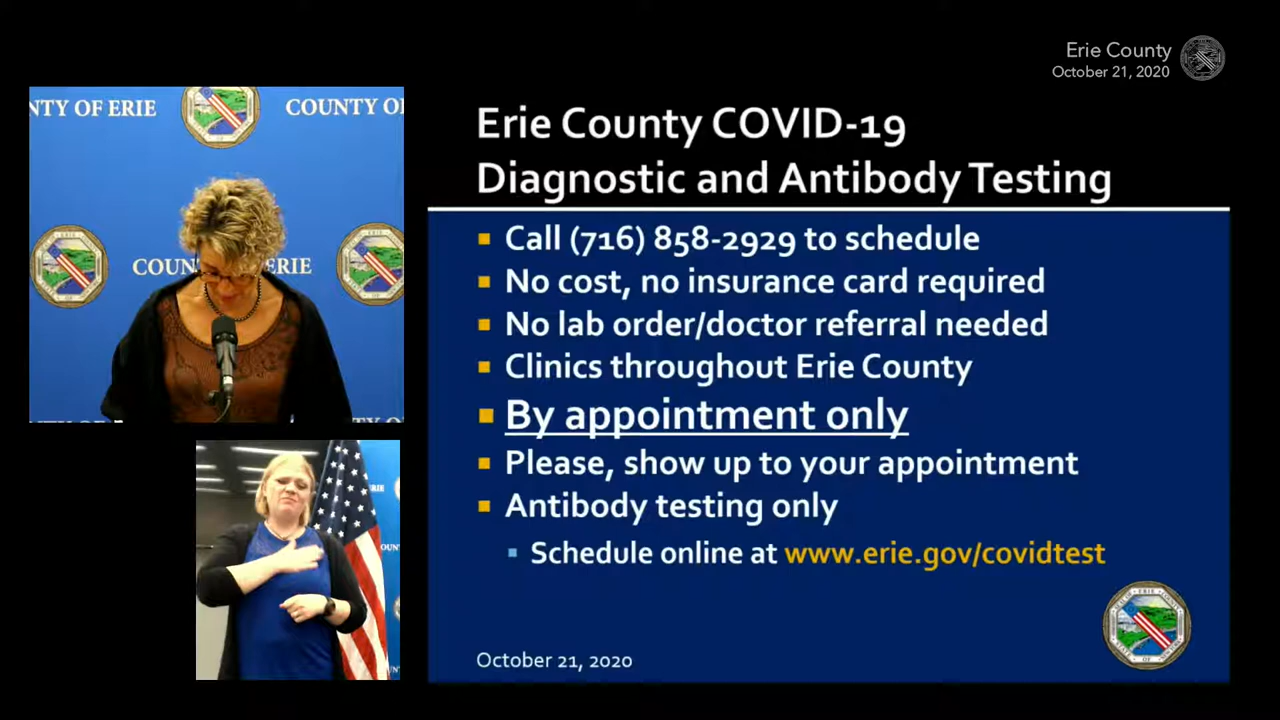 Erie County
October 21, 2020
NTY OF ERIE
COUNTY O
COUN
ERIE
Erie County COVID-19
Diagnostic and Antibody Testing
Call (716) 858-2929 to schedule
No cost, no insurance card required
No lab order/doctor referral needed
Clinics throughout Erie County
By appointment only
Please, show up to your appointment
Antibody testing only
Schedule online at www.erie.gov/covidtest
October 21, 2020